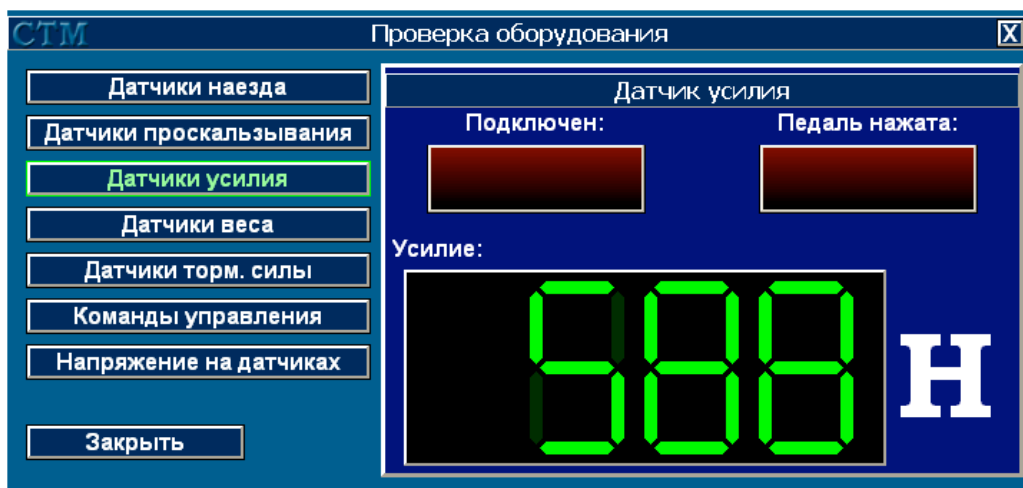 СТМ Проверка оборудования X
Датчики наезда
Датчики проскальзывания
Датчики усилия
Датчики веса
Датчики торм. силы
Команды управления
Напряжение на датчиках
Закрыть
Датчик усилия
Подключен: Педаль нажата:
Усилие:
588 Н